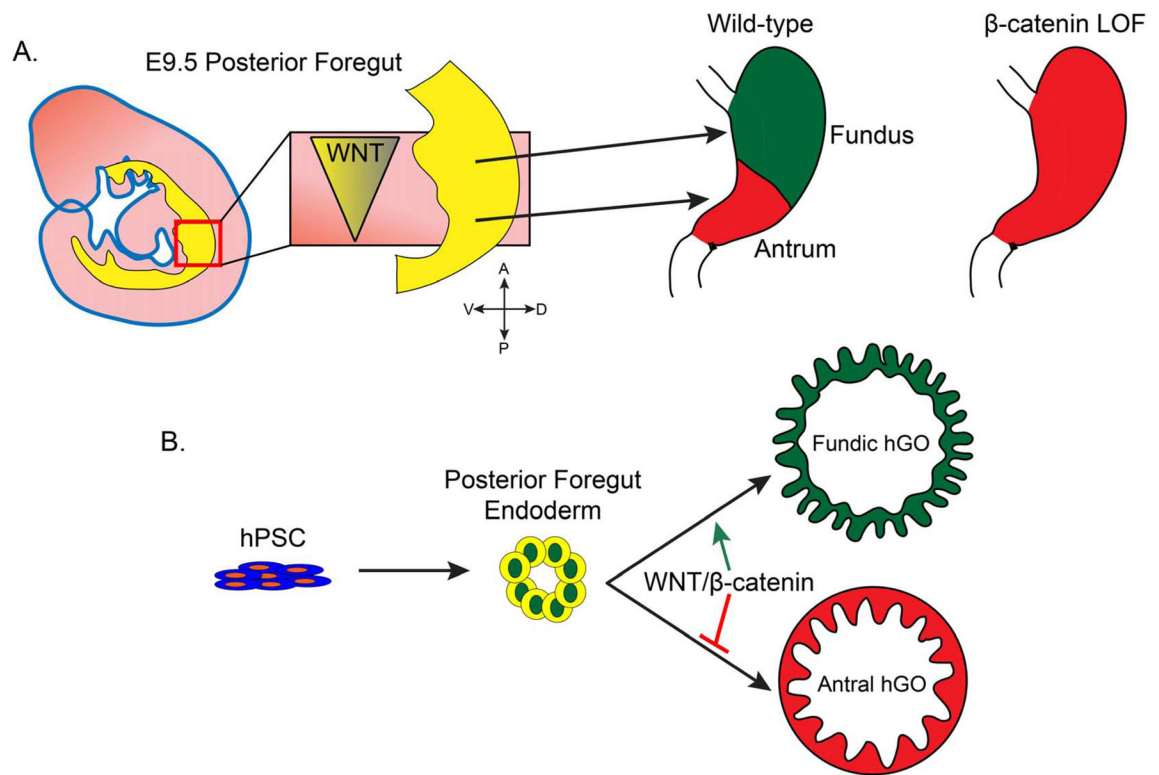 A.
E9.5 Posterior Foregut
WNT
A
V
D
P
Wild-type
Fundus
Antrum
β-catenin LOF
B.
hPSC
Posterior Foregut
Endoderm
WNT/β-catenin
Fundic hGO
Antral hGO